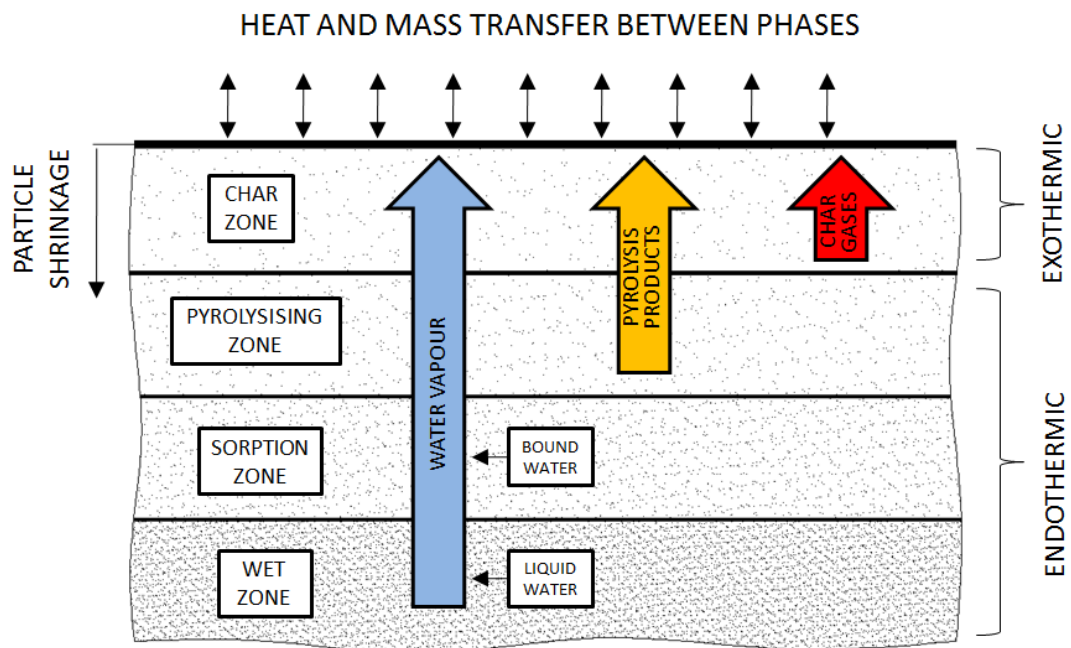 HEAT AND MASS TRANSFER BETWEEN PHASES
PARTICLE
SHRINKAGE
CHAR
ZONE
CHAR
GASES
EXOTHERMIC
PYROLYSISING
ZONE
PYROLYSIS
PRODUCTS
WATER VAPOUR
SORPTION
ZONE
BOUND
WATER
ENDOTHERMIC
WET
ZONE
LIQUID
WATER